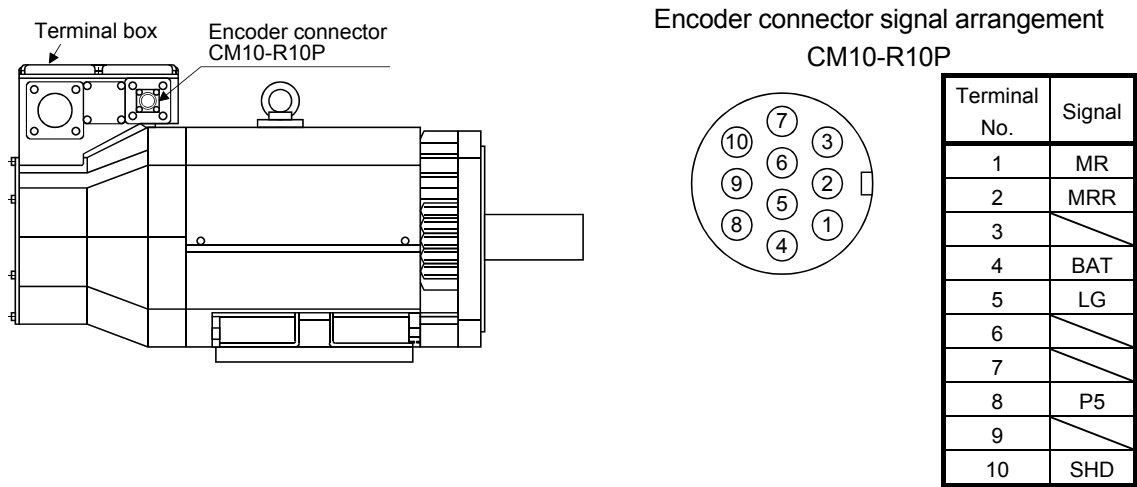 Terminal box
Encoder connector
CM10-R10P
Encoder connector signal arrangement
CM10-R10P
7
10 3
6
9 2
5
8 1
4
Terminal No. Signal
1 MR
2 MRR
3
4 BAT
5 LG
6
7
8 P5
9
10 SHD